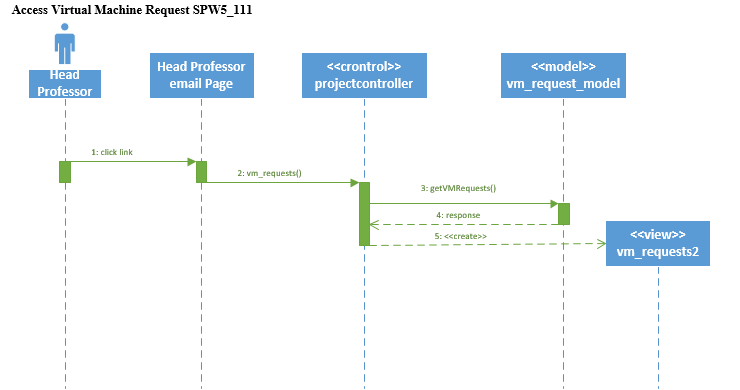 Access Virtual Machine Request SPW5_111
Head
Professor
Head Professor
email Page
<<crontrol>>
projectcontroller
<<model>>
vm_request_model
1: click link
2: vm_requests()
3: getVMRequests()
4: response
5: <<create>>
<<view>>
vm_requests2